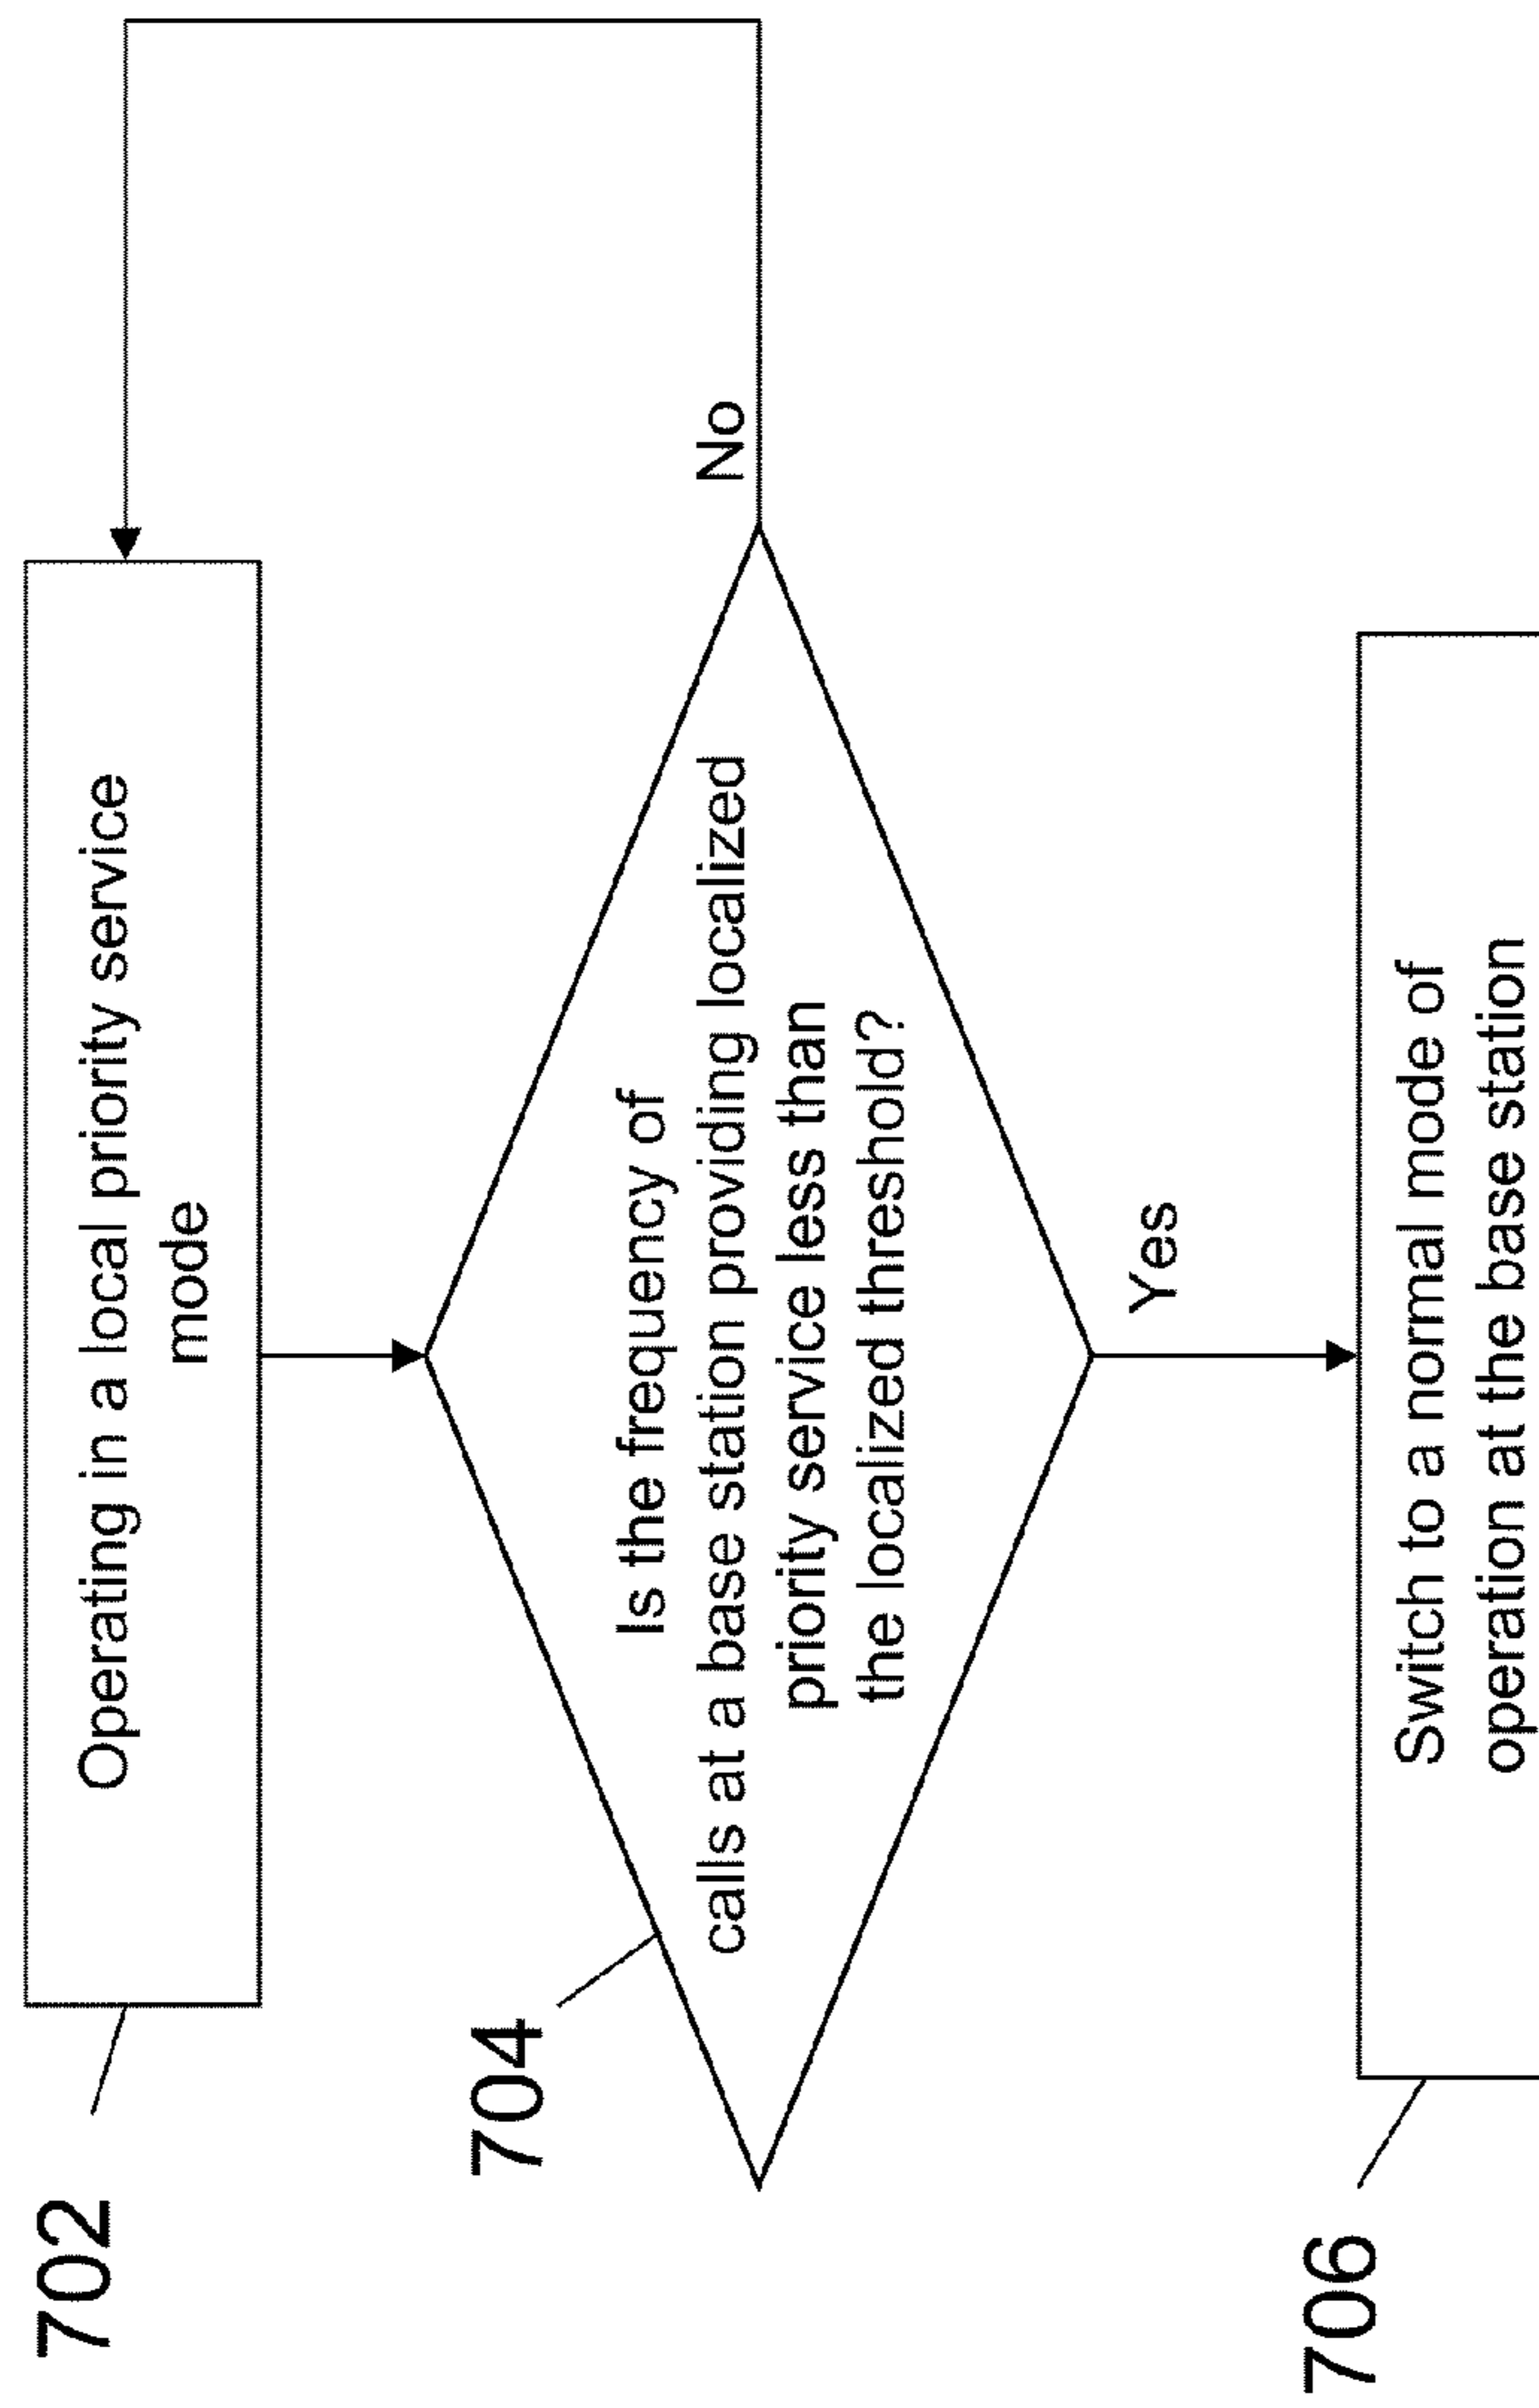 702
Operating in a local priority service
mode
704
Is the frequency of
calls at a base station providing localized
priority service less than
the localized threshold?
No
Yes
706
Switch to a normal mode of
operation at the base station